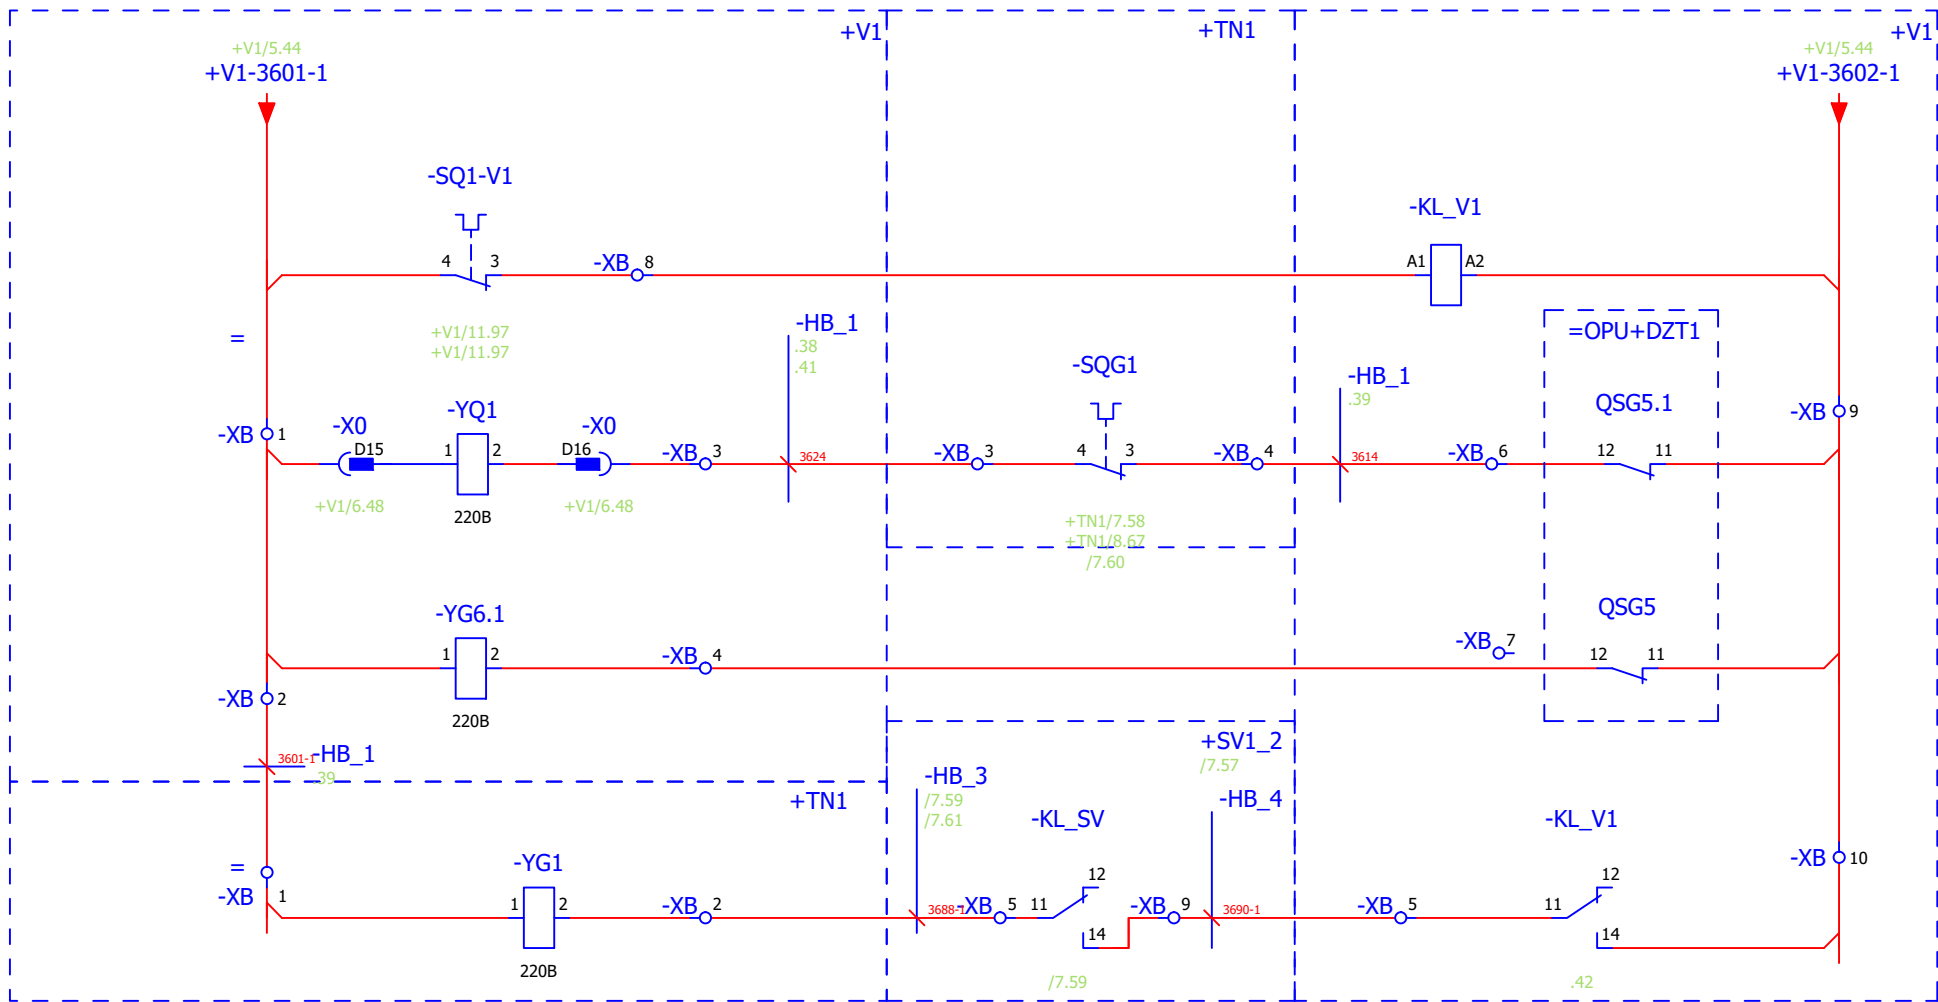 +V1
+TN1
+V1
+V1/5.44
+V1-3601-1
+V1/5.44
+V1-3602-1
-SQ1-V1
4 3
-XB 8
-KL_V1
A1 A2
+V1/11.97
+V1/11.97
=
-HB_1
.38
.41
-SQG1
-HB_1
.39
=OPU+DZT1
QSG5.1
-XB 1
-X0
D15
-YQ1
1 2
-X0
D16
-XB 3
3624
-XB 3
4 3
-XB 4
3614
-XB 6
12 11
-XB 9
+V1/6.48
220В
+V1/6.48
+TN1/7.58
+TN1/8.67
/7.60
-YG6.1
1 2
-XB 4
-XB 7
QSG5
12 11
220В
-XB 2
3601-1
-HB_1
.39
+TN1
+SV1_2
/7.57
-HB_3
/7.59
/7.61
-HB_4
-KL_SV
-KL_V1
-XB 10
=
-XB 1
-YG1
1 2
-XB 2
3688-1
-XB 5
11 12
14
-XB 9
3690-1
-XB 5
11 12
14
220В
/7.59
.42